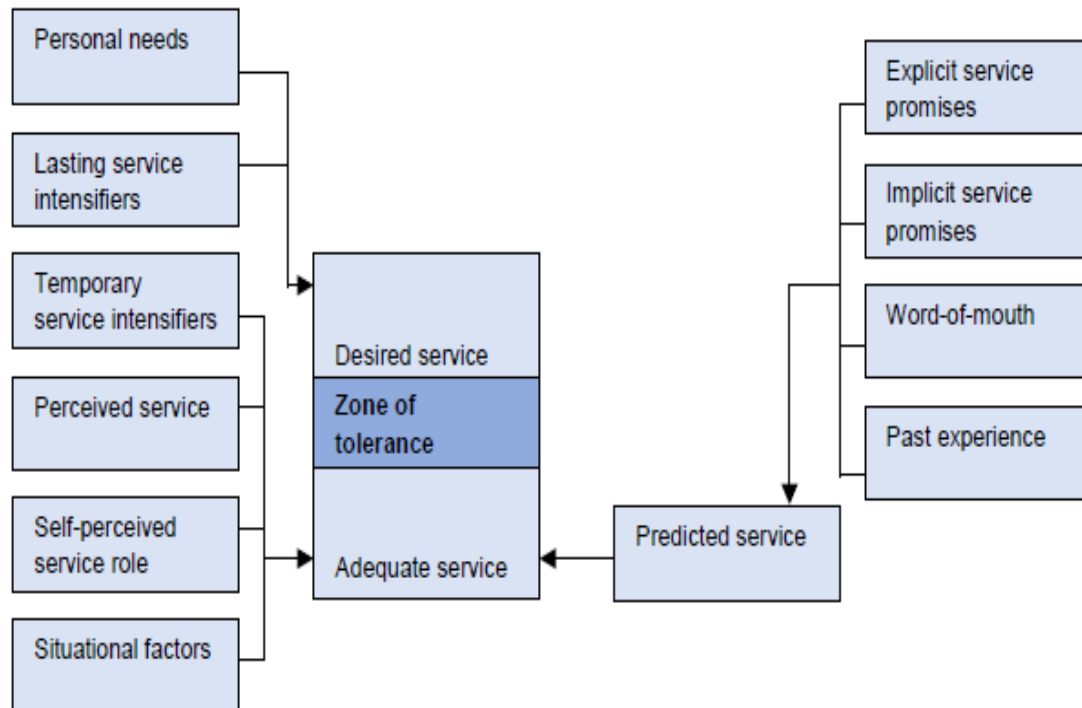 Personal needs
Lasting service
intensifiers
Temporary
service intensifiers
Perceived service
Self-perceived
service role
Situational factors
Desired service
Zone of
tolerance
Adequate service
Predicted service
Explicit service
promises
Implicit service
promises
Word-of-mouth
Past experience